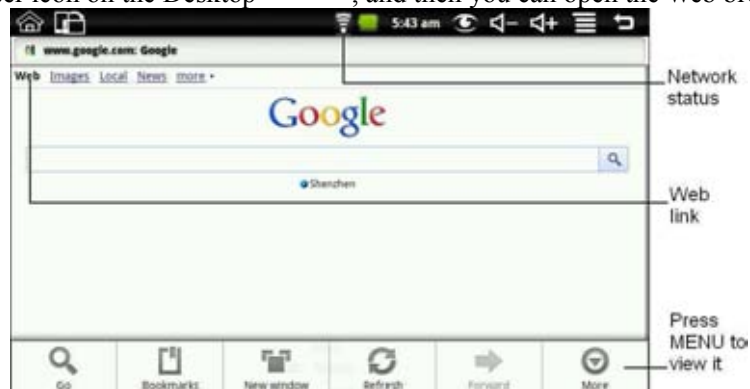 icon on the Desktop , and then you can open the Web
5:43 am
www.google.com: Google
Web Images Local News more
Google
Shenzhen
Network
status
Web
link
Press
MENU to
view it
Go Bookmarks New window Refresh Forward More